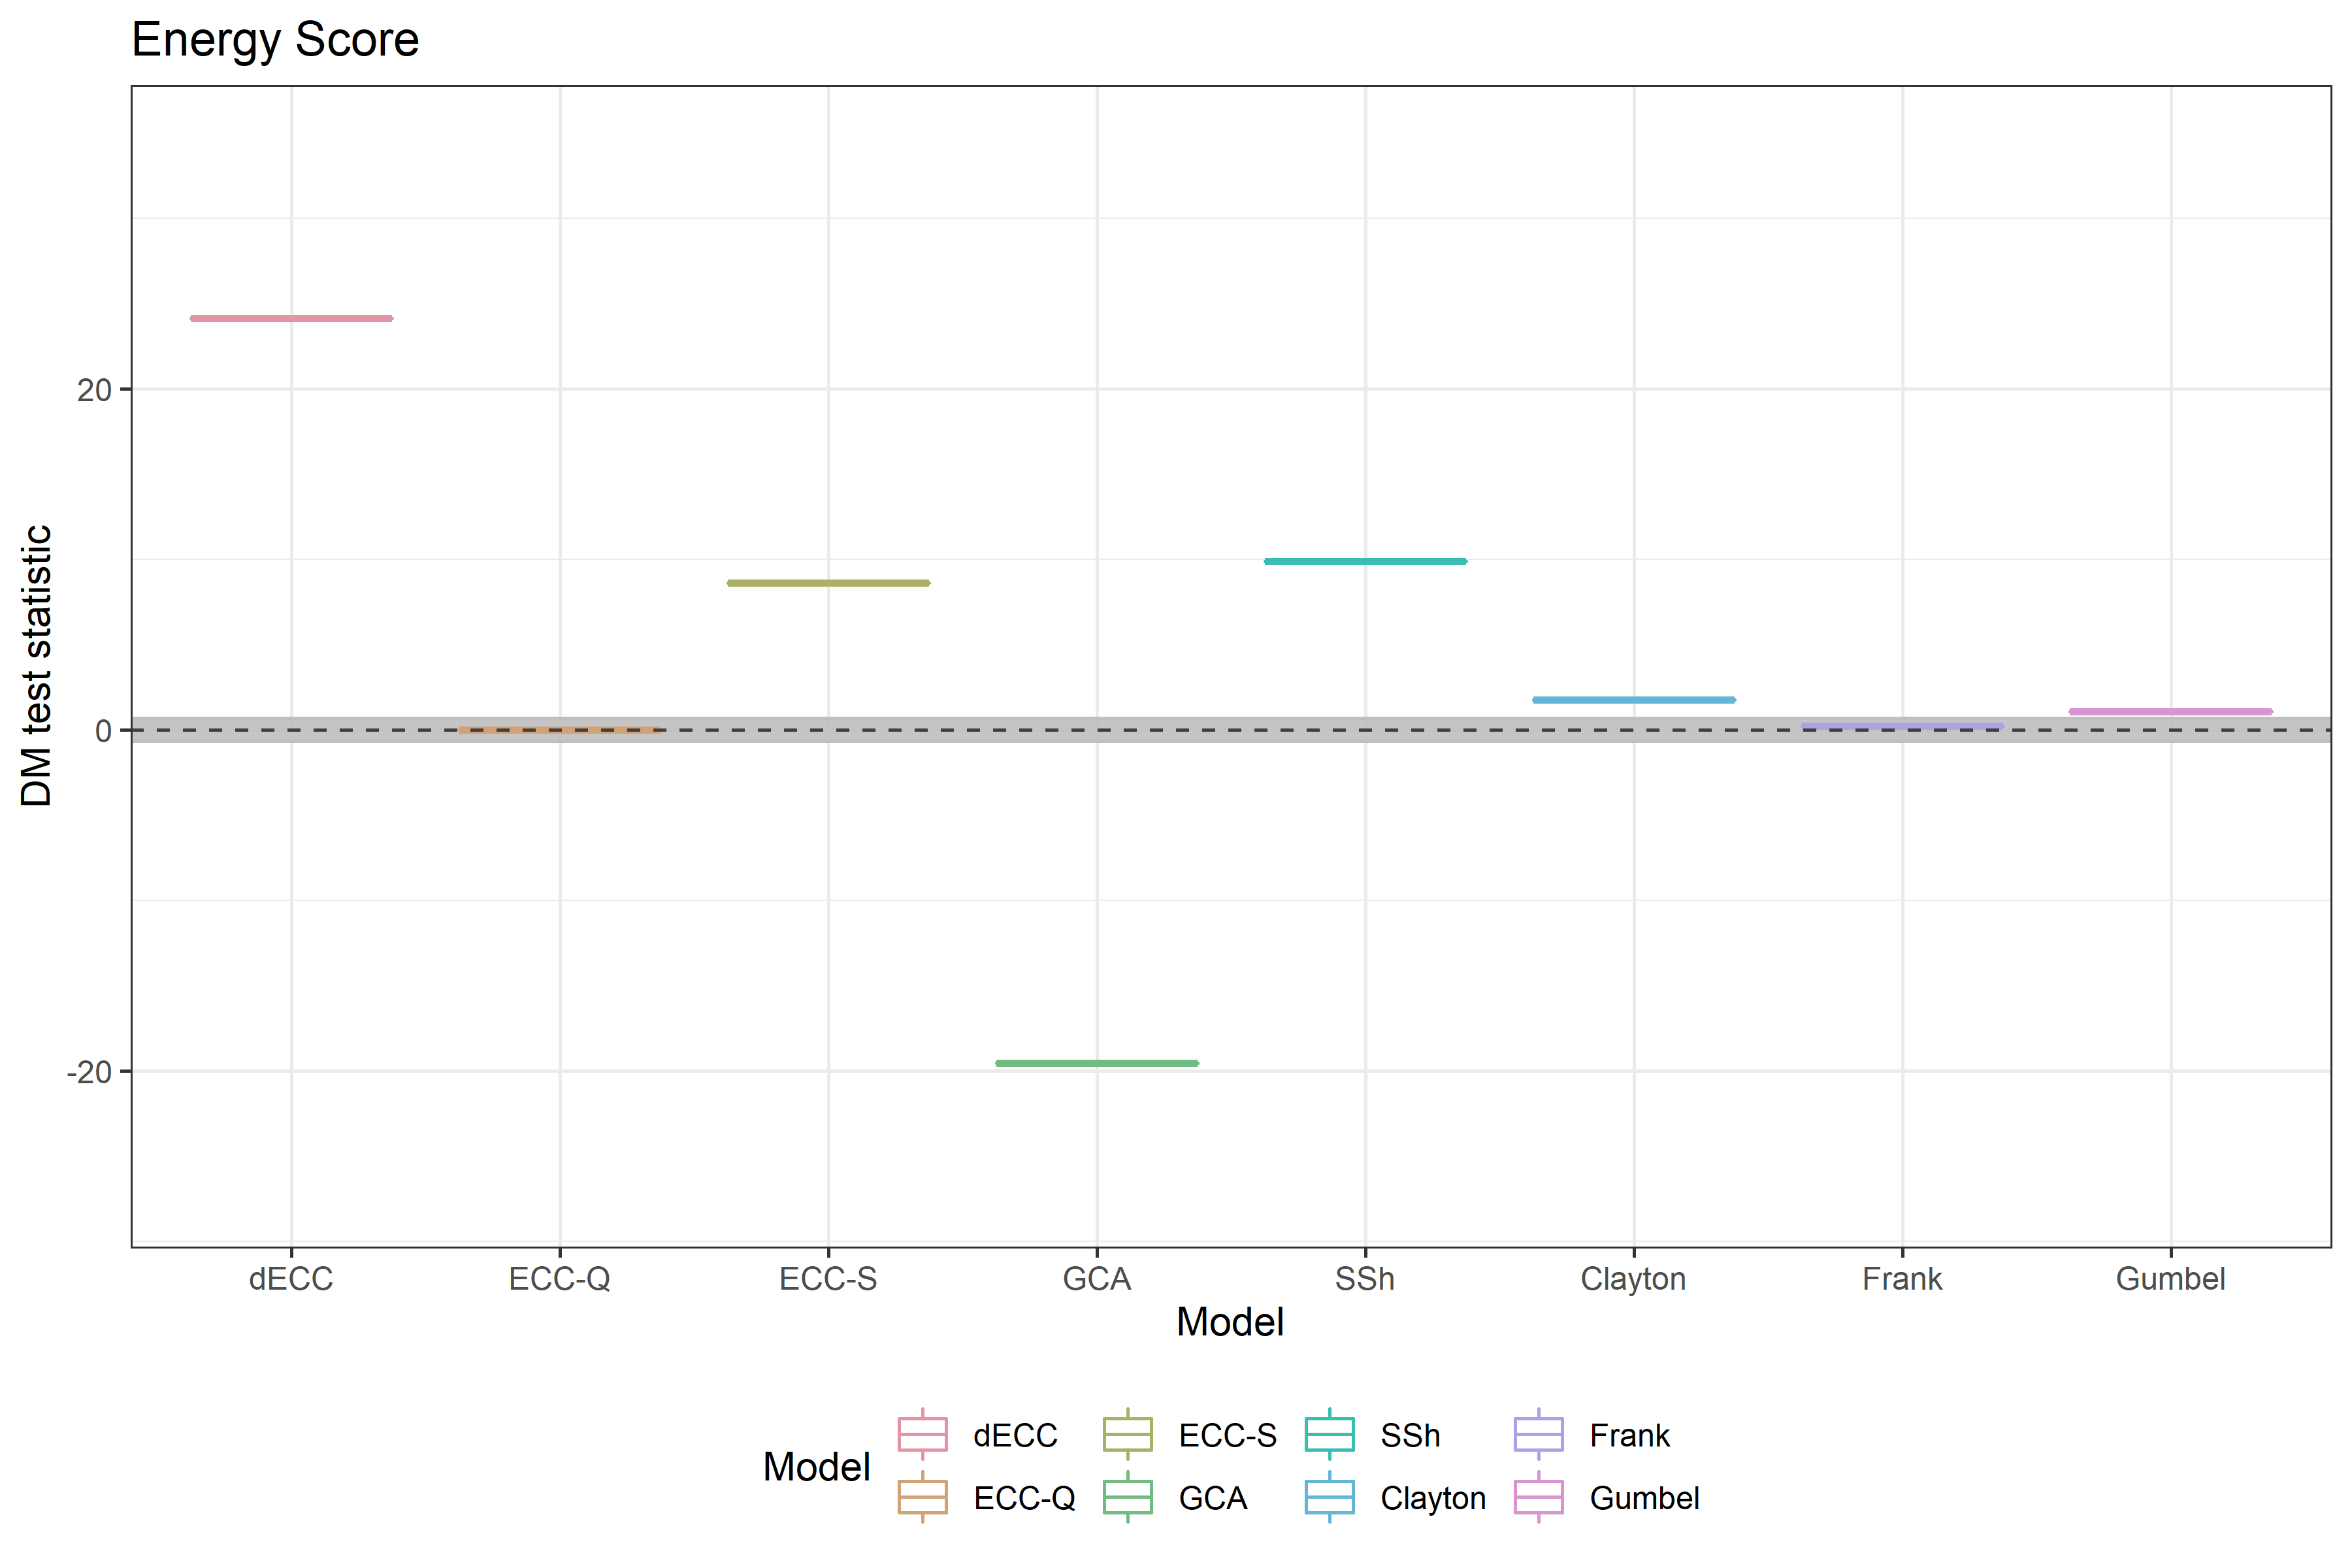 Energy Score
DM test statistic
20
0
-20
dECC ECC-Q ECC-S GCA SSh Clayton Frank Gumbel
Model
Model
dECC ECC-S SSh Frank
ECC-Q GCA Clayton Gumbel